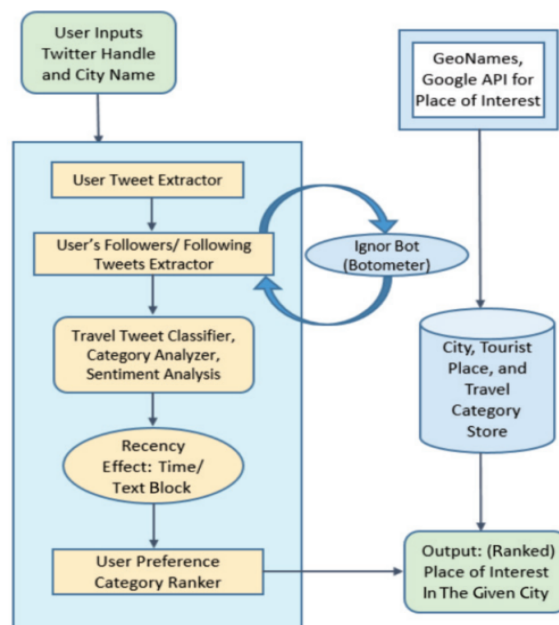 User Inputs
Twitter Handle
and City Name
GeoNames,
Google API for
Place of Interest
User Tweet Extractor
User's Followers/ Following
Tweets Extractor
Ignor Bot
(Botometer)
Travel Tweet Classifier,
Category Analyzer,
Sentiment Analysis
City, Tourist
Place, and
Travel
Category
Store
Recency
Effect: Time/
Text Block
User Preference
Category Ranker
Output: (Ranked)
Place of Interest
In The Given City